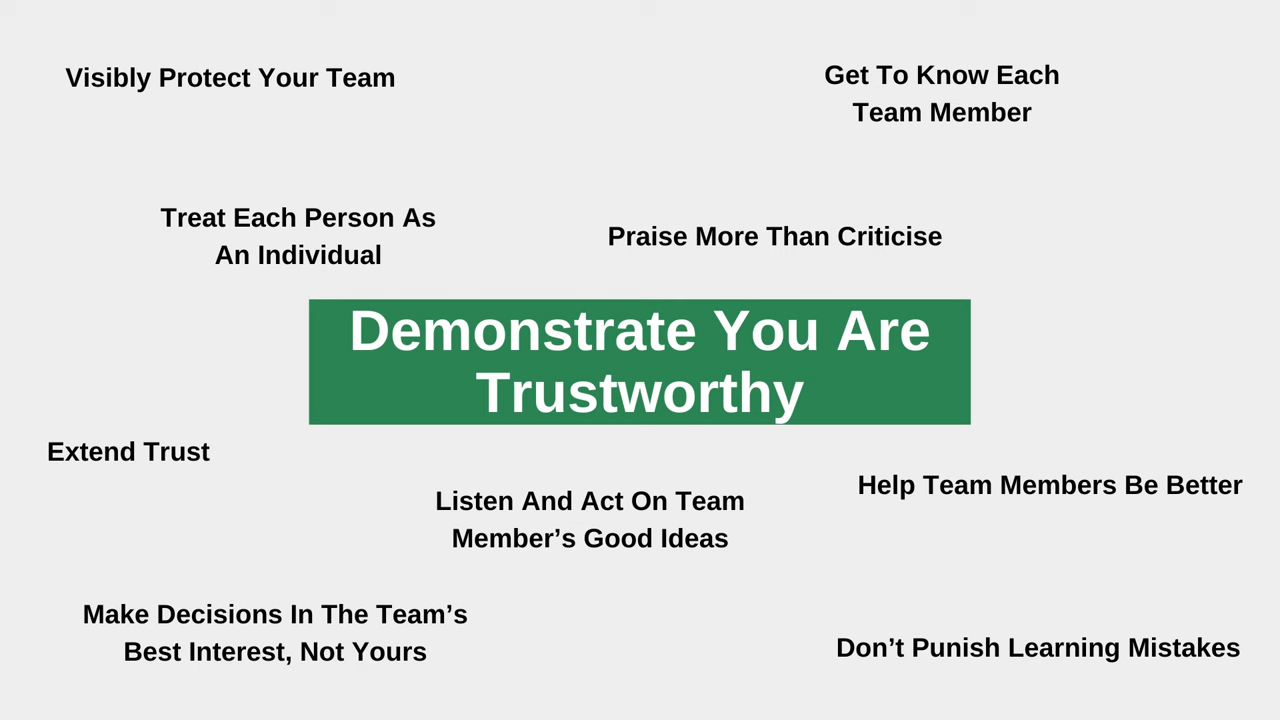 Visibly Protect Your Team
Get To Know Each
Team Member
Treat Each Person As
An Individual
Praise More Than Criticise
Demonstrate You Are
Trustworthy
Extend Trust
Listen And Act On Team
Member’s Good Ideas
Help Team Members Be Better
Make Decisions In The Team’s
Best Interest, Not Yours
Don’t Punish Learning Mistakes